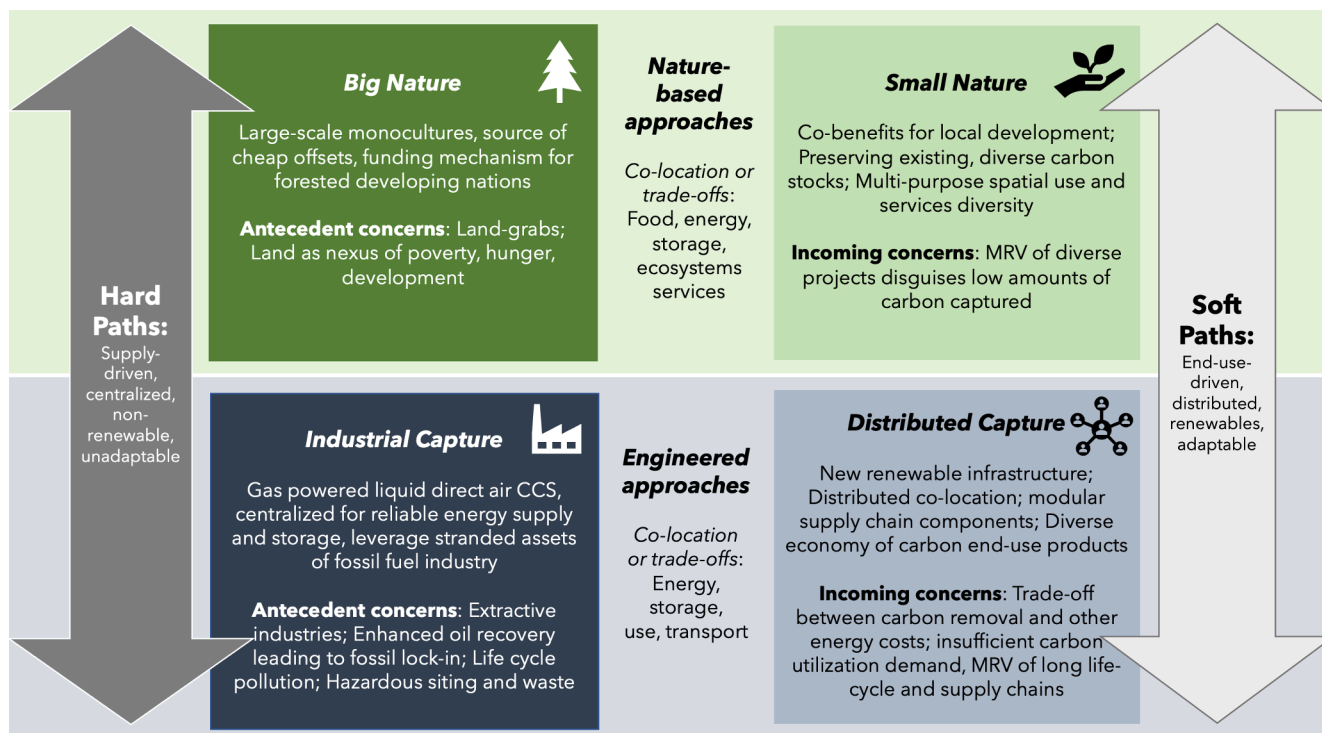 Hard
Paths:
Supply-
driven,
centralized,
non-
renewable,
unadaptable
Big Nature
Large-scale monocultures, source of
cheap offsets, funding mechanism for
forested developing nations
Antecedent concerns: Land-grabs;
Land as nexus of poverty, hunger,
development
Nature-
based
approaches
Co-location or
trade-offs:
Food, energy,
storage,
ecosystems
services
Small Nature
Co-benefits for local development;
Preserving existing, diverse carbon
stocks; Multi-purpose spatial use and
services diversity
Incoming concerns: MRV of diverse
projects disguises low amounts of
carbon captured
Industrial Capture
Gas powered liquid direct air CCS,
centralized for reliable energy supply
and storage, leverage stranded assets
of fossil fuel industry
Antecedent concerns: Extractive
industries; Enhanced oil recovery
leading to fossil lock-in; Life cycle
pollution; Hazardous siting and waste
Engineered
approaches
Co-location
or trade-offs:
Energy,
storage,
use, transport
Distributed Capture
New renewable infrastructure;
Distributed co-location; modular
supply chain components; Diverse
economy of carbon end-use products
Incoming concerns: Trade-off
between carbon removal and other
energy costs; insufficient carbon
utilization demand, MRV of long life-
cycle and supply chains
Soft
Paths:
End-use-
driven,
distributed,
renewables,
adaptable